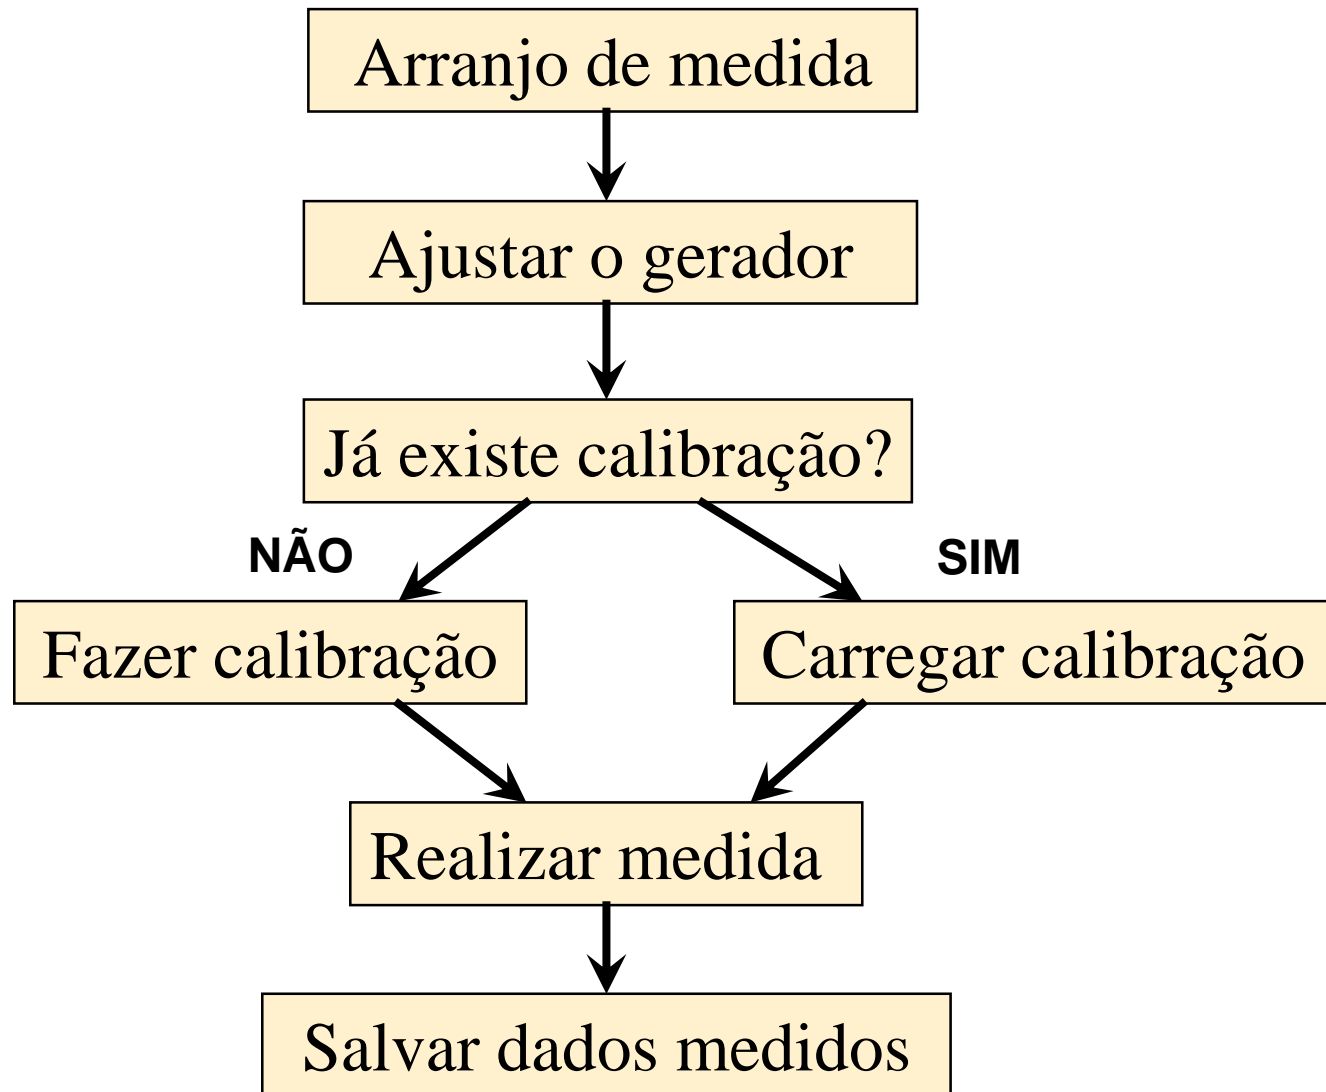 Arranjo de medida
Ajustar o gerador
Já existe calibração?
NÃO
SIM
Fazer calibração
Carregar calibração
Realizar medida
Salvar dados medidos